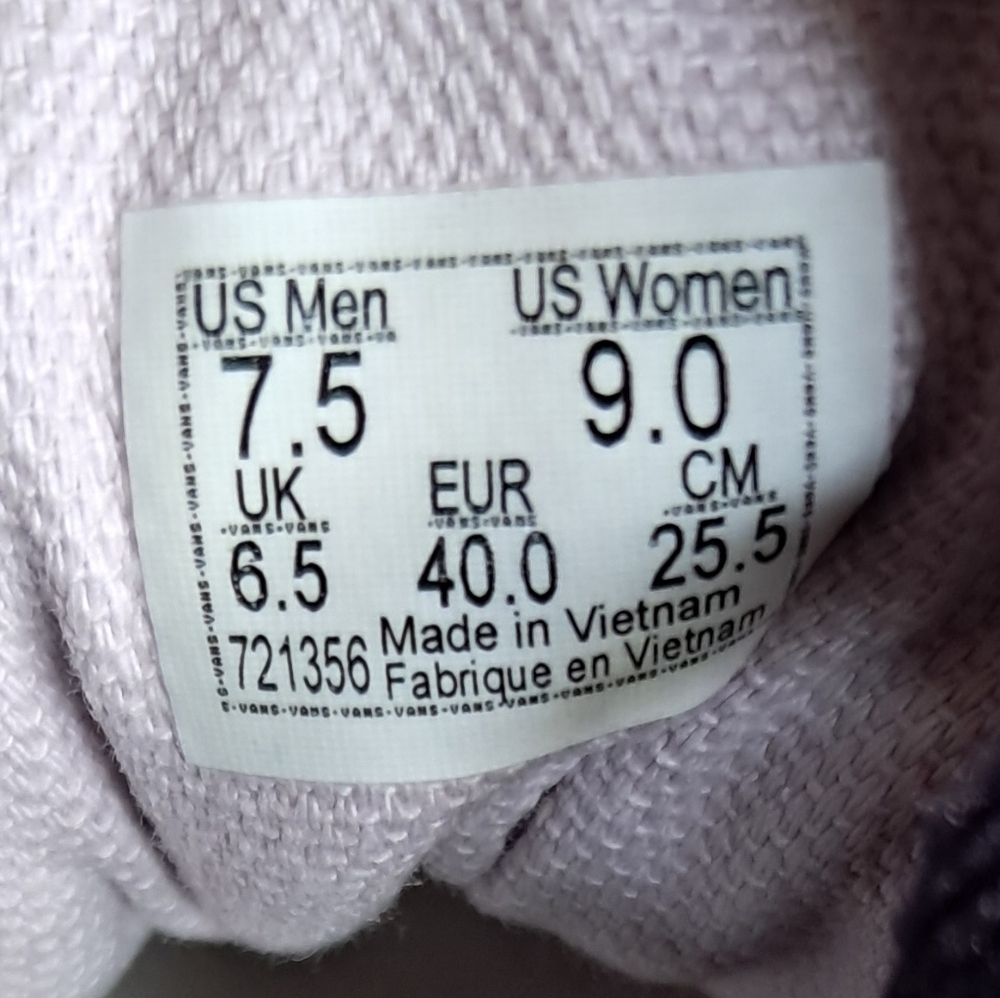 US Men US Women
7.5 9.0
UK EUR CM
6.5 40.0 25.5
721356 Made in Vietnam
Fabrique en Vietnam